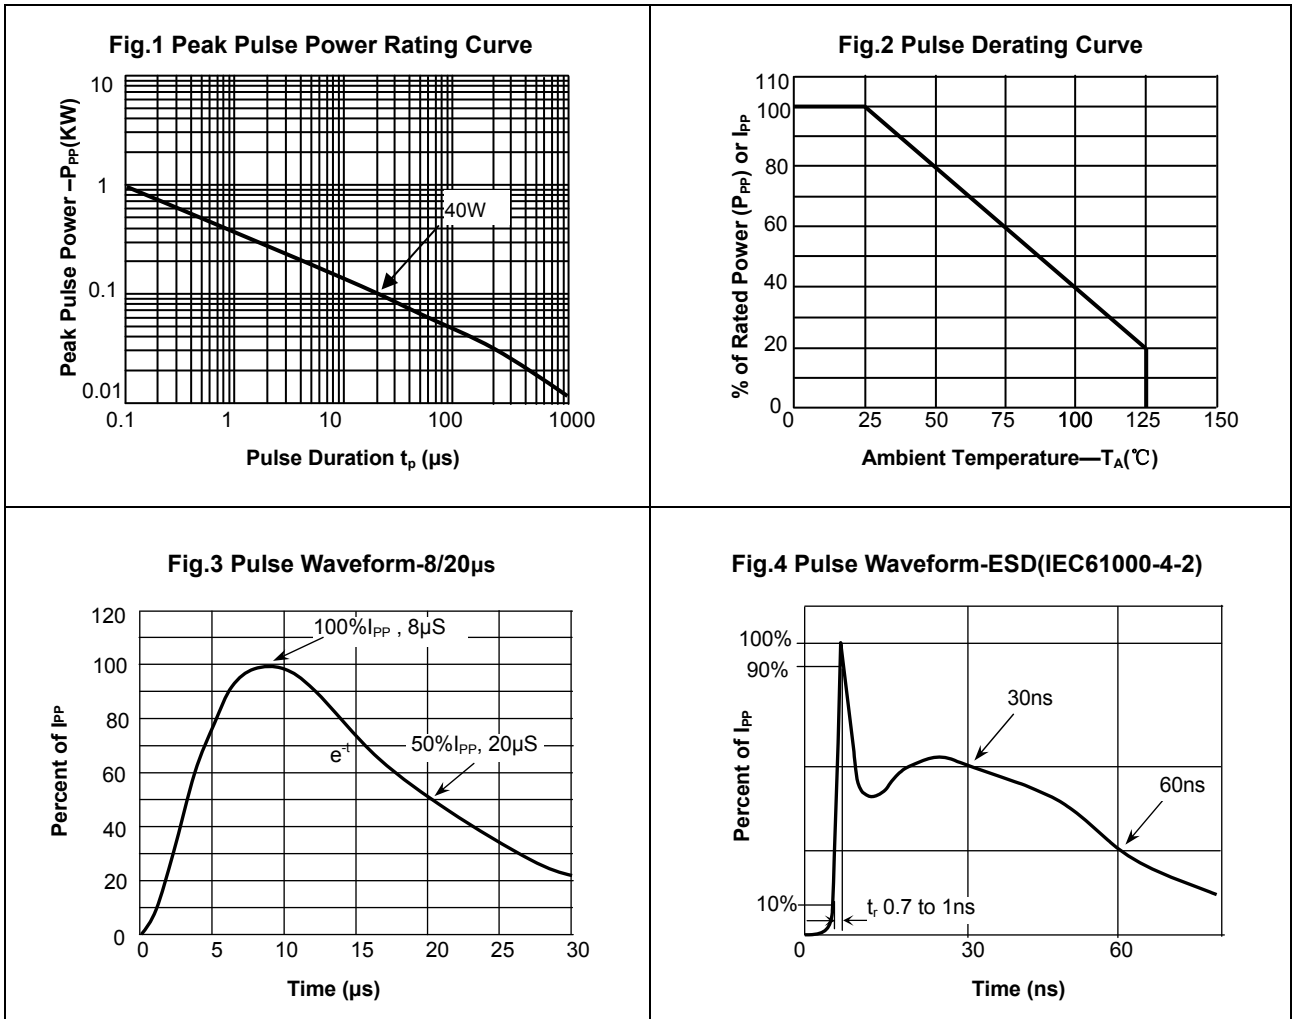 Fig.1 Peak Pulse Power Rating Curve
Peak Pulse Power –PPP(KW)
10
1
0.1
0.01
40W
0.1 1 10 100 1000
Pulse Duration tp (µs)
Fig.2 Pulse Derating Curve
% of Rated Power (PPP) or IPP
110
100
80
60
40
20
0
0 25 50 75 100 125 150
Ambient Temperature—TA(℃)
Fig.3 Pulse Waveform-8/20µs
Percent of IPP
120
100
80
60
40
20
0
100%IPP , 8µS
e-t
50%IPP, 20µS
0 5 10 15 20 25 30
Time (µs)
Fig.4 Pulse Waveform-ESD(IEC61000-4-2)
Percent of IPP
100%
90%
10%
30ns
60ns
tr 0.7 to 1ns
0 30 60
Time (ns)